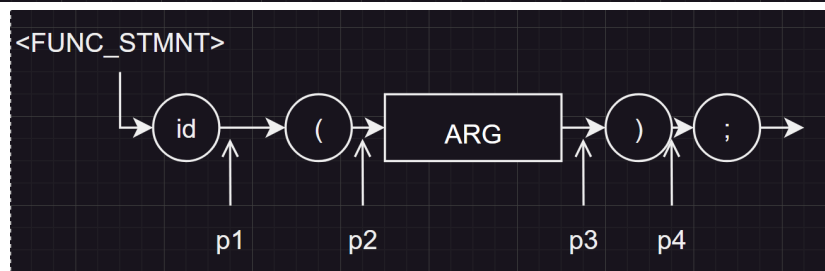 <FUNC_STMNT>
id ( ARG ) ;
p1 p2 p3 p4